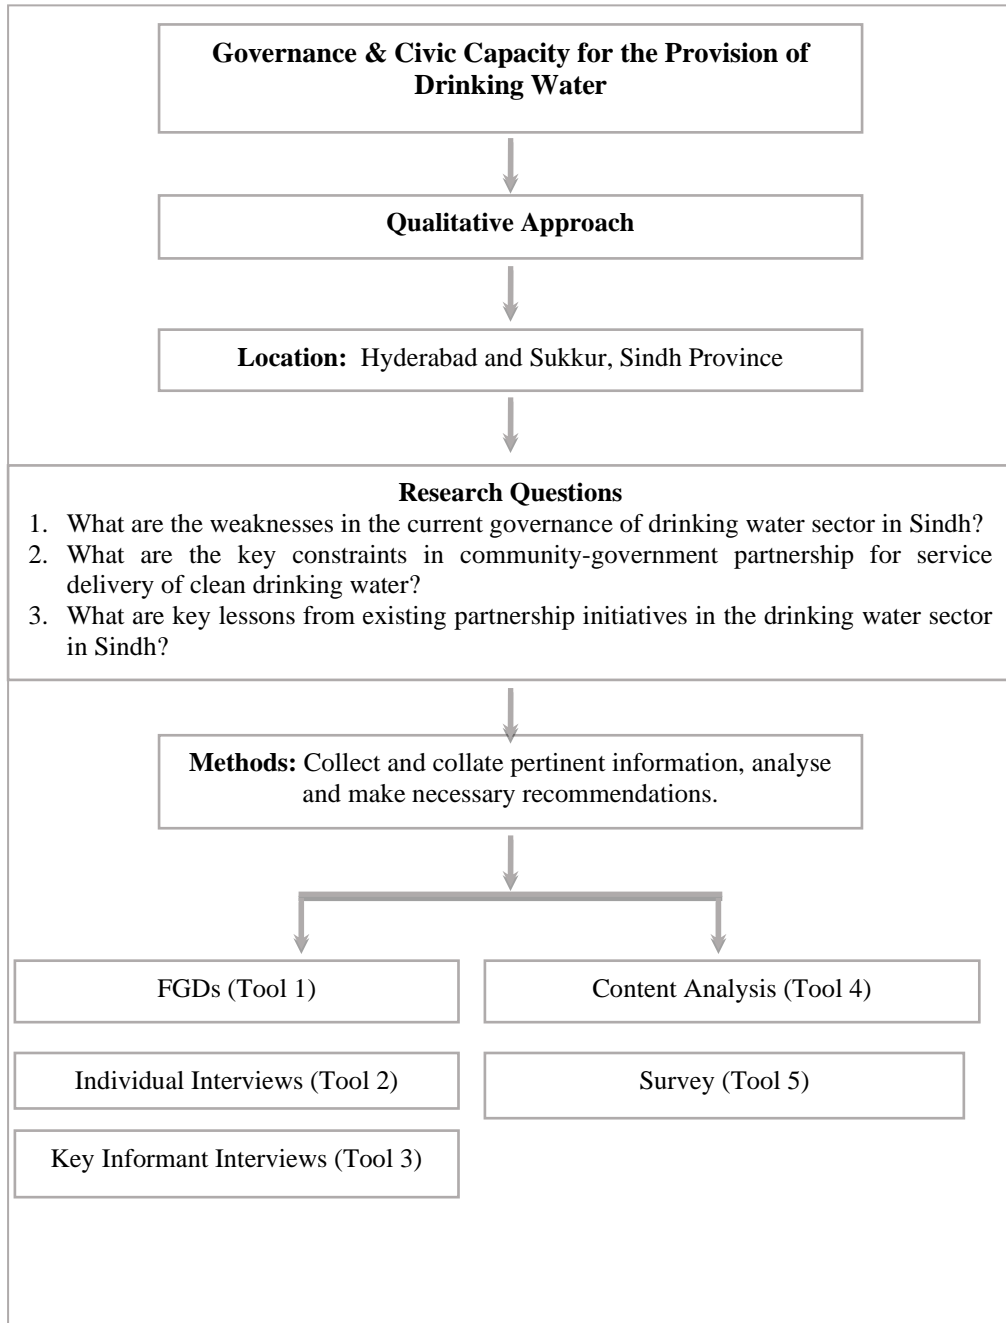 Governance & Civic Capacity for the Provision of
Drinking Water
Qualitative Approach
Location: Hyderabad and Sukkur, Sindh Province
Research Questions
1. What are the weaknesses in the current governance of drinking water sector in Sindh?
2. What are the key constraints in community-government partnership for service
delivery of clean drinking water?
3. What are key lessons from existing partnership initiatives in the drinking water sector
in Sindh?
Methods: Collect and collate pertinent information, analyse
and make necessary recommendations.
FGDs (Tool 1)
Content Analysis (Tool 4)
Individual Interviews (Tool 2)
Survey (Tool 5)
Key Informant Interviews (Tool 3)